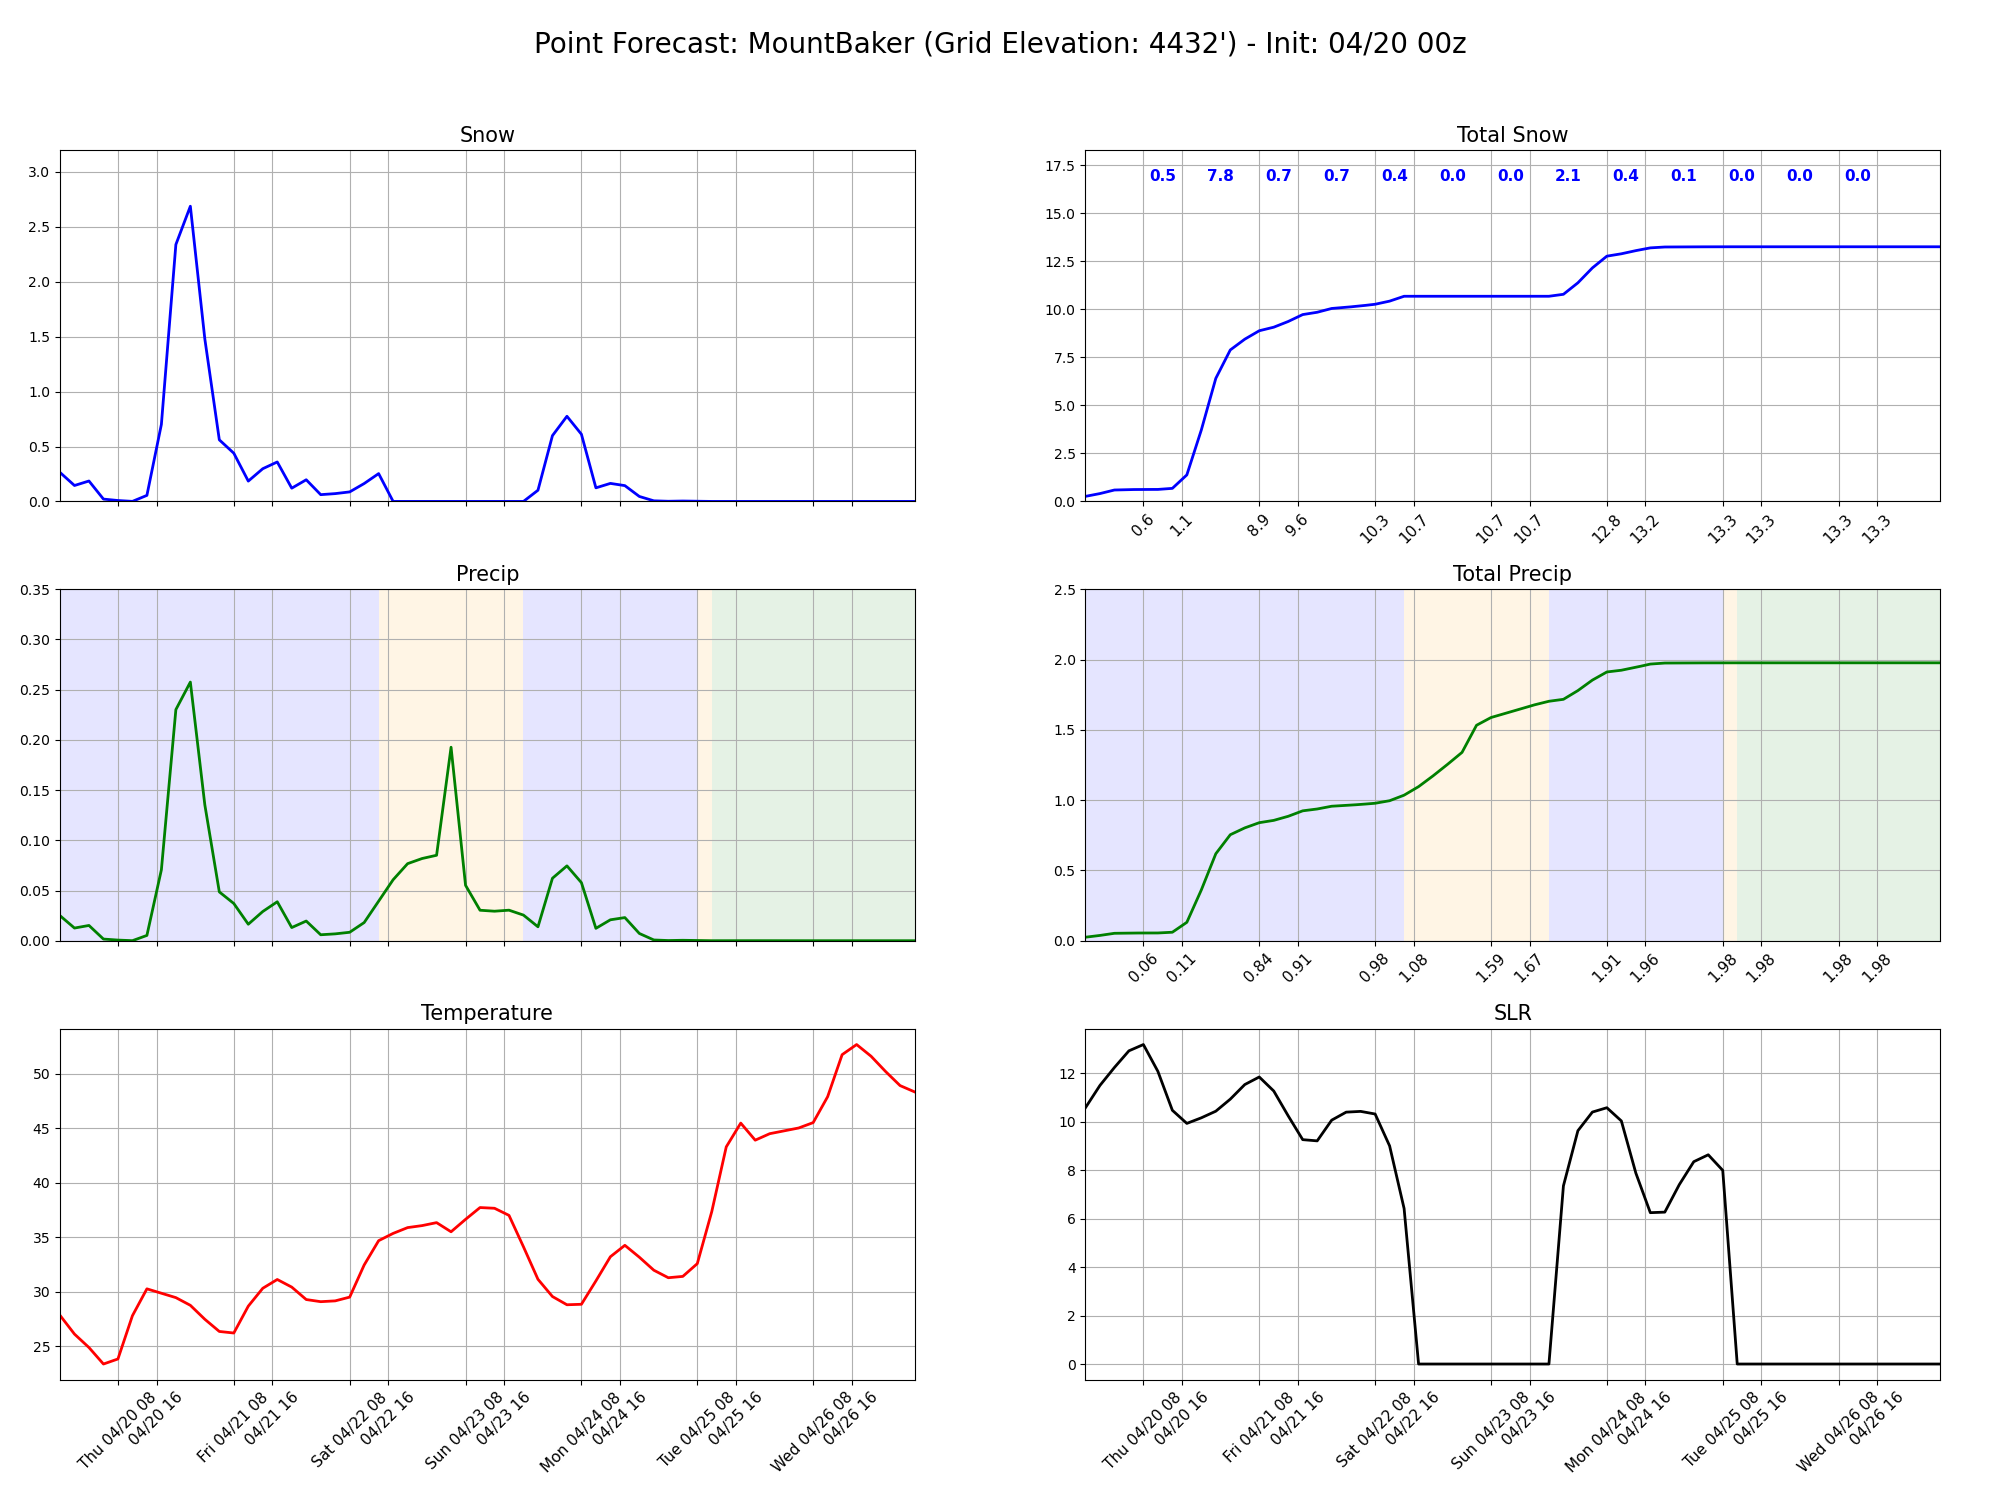 Point Forecast: MountBaker (Grid Elevation: 4432') - Init: 04/20 00z
Snow
3.0
2.5
2.0
1.5
1.0
0.5
0.0
Total Snow
17.5
15.0
12.5
10.0
7.5
5.0
2.5
0.0
0.5 7.8 0.7 0.7 0.4 0.0 0.0 2.1 0.4 0.1 0.0 0.0 0.0
0.6 1.1 8.9 9.6 10.3 10.7 10.7 10.7 12.8 13.2 13.3 13.3 13.3 13.3
Precip
0.35
0.30
0.25
0.20
0.15
0.10
0.05
0.00
Total Precip
2.5
2.0
1.5
1.0
0.5
0.0
0.06 0.11 0.84 0.91 0.98 1.08 1.59 1.67 1.91 1.96 1.98 1.98 1.98 1.98
Temperature
50
45
40
35
30
25
Thu 04/20 08
04/20 16
Fri 04/21 08
04/21 16
Sat 04/22 08
04/22 16
Sun 04/23 08
04/23 16
Mon 04/24 08
04/24 16
Tue 04/25 08
04/25 16
Wed 04/26 08
04/26 16
SLR
12
10
8
6
4
2
0
Thu 04/20 08
04/20 16
Fri 04/21 08
04/21 16
Sat 04/22 08
04/22 16
Sun 04/23 08
04/23 16
Mon 04/24 08
04/24 16
Tue 04/25 08
04/25 16
Wed 04/26 08
04/26 16